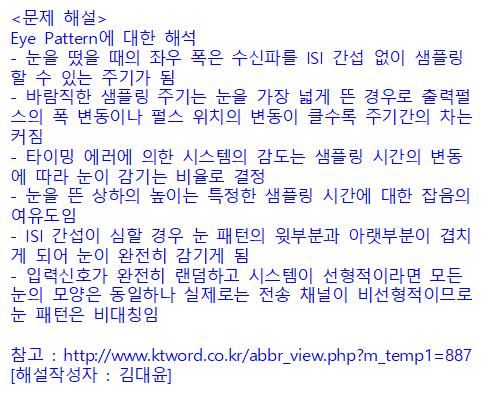 <문제 해설>
Eye Pattern에 대한 해석
- 눈을 떴을 때의 좌우 폭은 수신파를 ISI 간섭 없이 샘플링
할 수 있는 주기가 됨
- 바람직한 샘플링 주기는 눈을 가장 넓게 뜬 경우로 출력펄
스의 폭 변동이나 펄스 위치의 변동이 클수록 주기간의 차는
커짐
- 타이밍 에러에 의한 시스템의 감도는 샘플링 시간의 변동
에 따라 눈이 감기는 비율로 결정
- 눈을 뜬 상하의 높이는 특정한 샘플링 시간에 대한 잡음의
여유도임
- ISI 간섭이 심할 경우 눈 패턴의 윗부분과 아랫부분이 겹치
게 되어 눈이 완전히 감기게 됨
- 입력신호가 완전히 랜덤하고 시스템이 선형적이라면 모든
눈의 모양은 동일하나 실제로는 전송 채널이 비선형적이므로
눈 패턴은 비대칭임
참고 : http://www.ktword.co.kr/abbr_view.php?m_temp1=887
[해설작성자 : 김대윤]